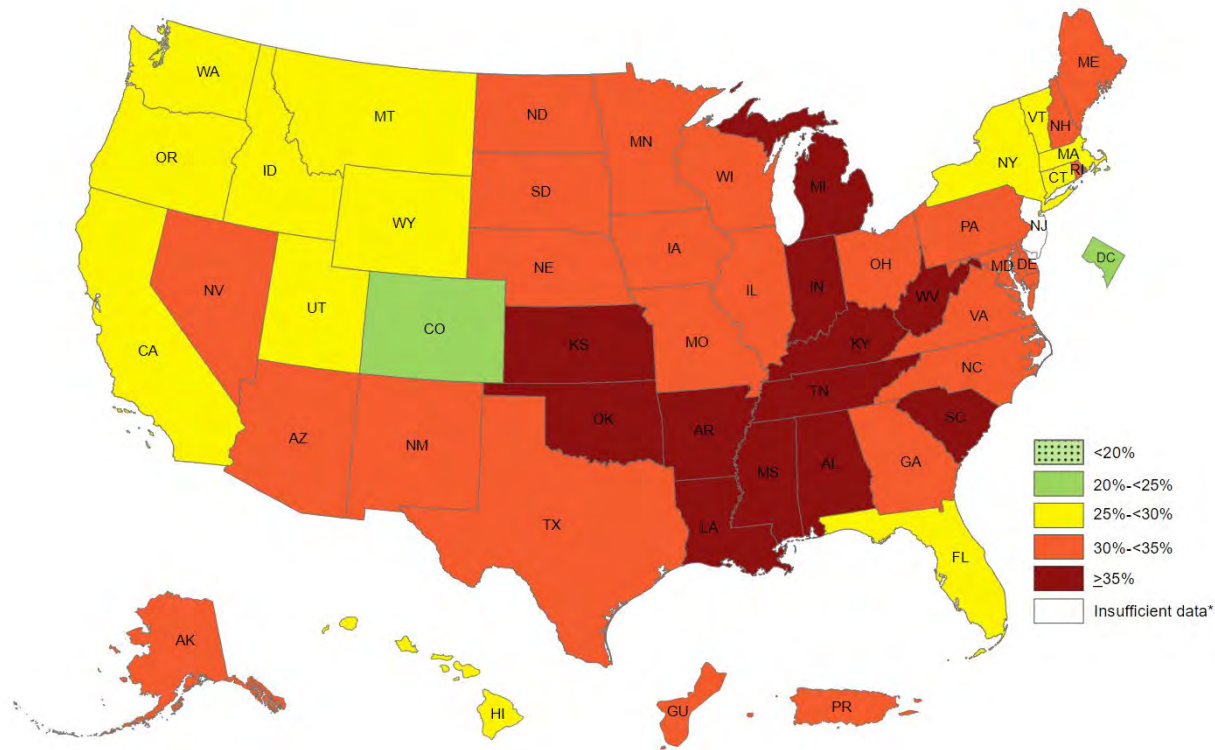 WA
MT
ND
MN
ME
VT
NH
OR
ID
WY
SD
WI
MI
NY
MA
CT
RI
NV
UT
CO
NE
IA
IL
IN
OH
PA
NJ
DC
MD
DE
CA
KS
MO
KY
WV
VA
AZ
NM
OK
AR
TN
NC
SC
TX
LA
MS
AL
GA
FL
<20%
20%-<25%
25%-<30%
30%-<35%
≥35%
Insufficient data*
AK
HI
GU
PR